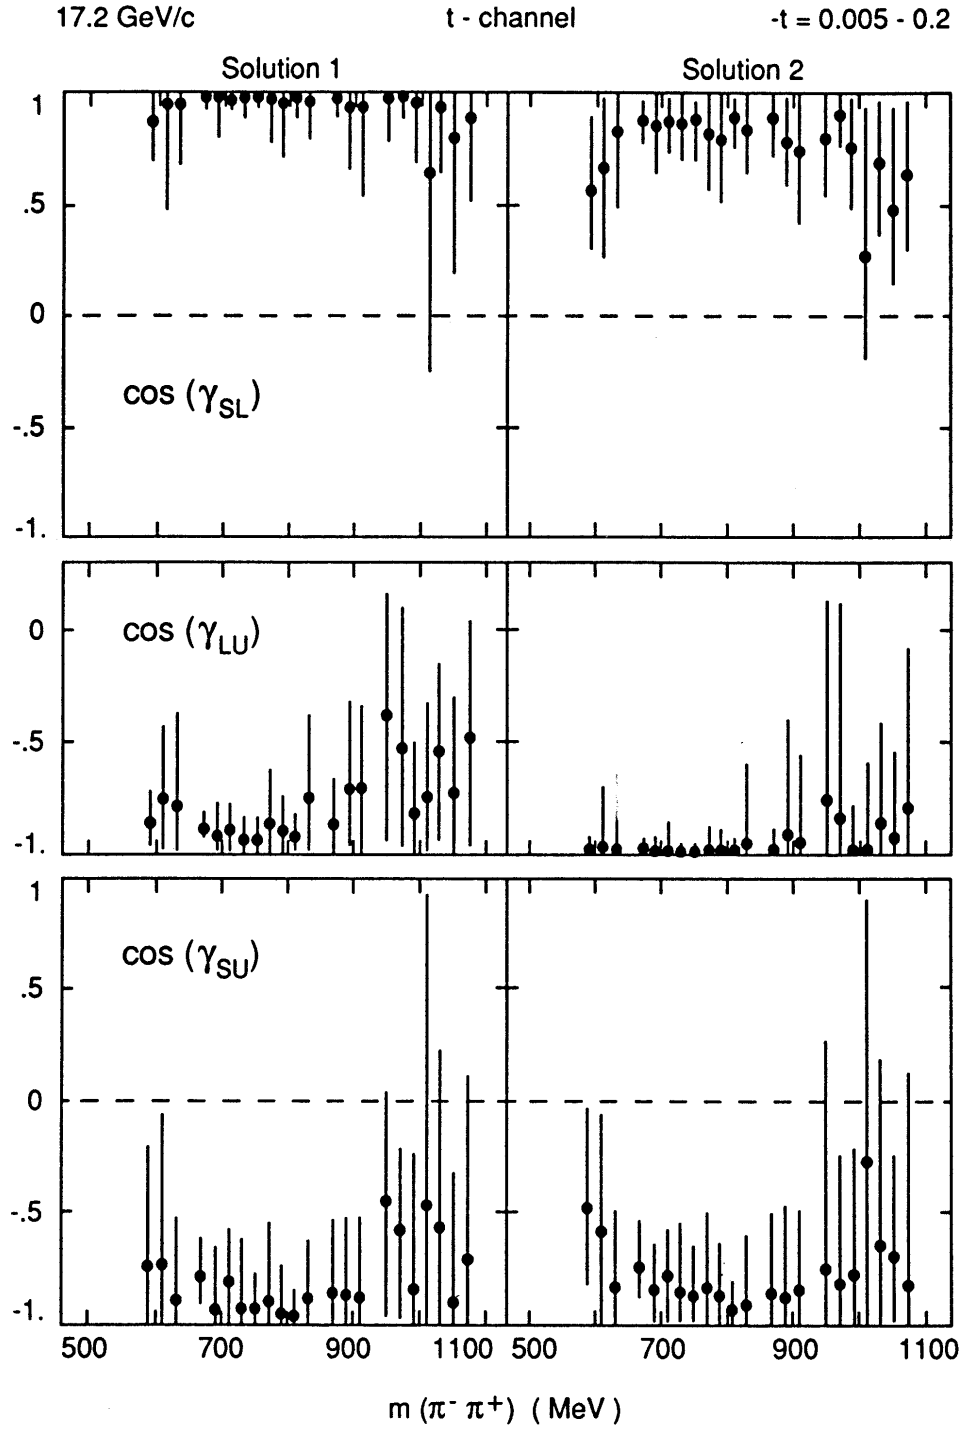 17.2 GeV/c t - channel -t = 0.005 - 0.2
Solution 1 Solution 2
1
.5
0
cos (γSL)
-.5
-1.
0
cos (γLU)
-.5
-1.
1
cos (γSU)
.5
0
-.5
-1.
500 700 900 1100 500 700 900 1100
m (π- π+) (MeV)